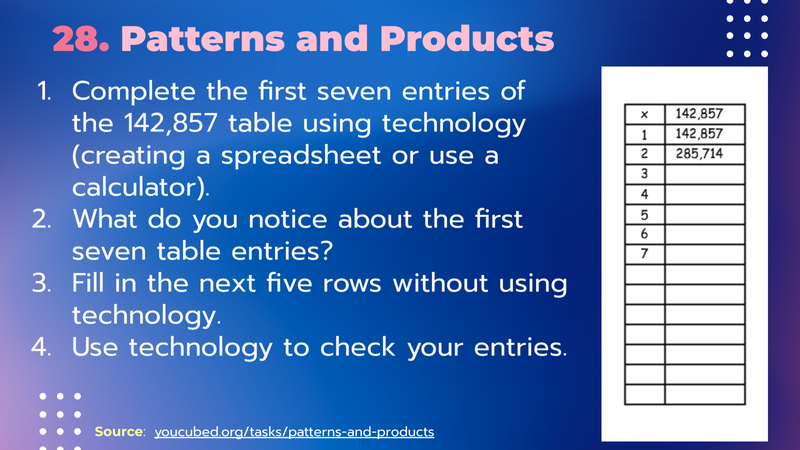 28. Patterns and Products
1. Complete the first seven entries of
the 142,857 table using technology
(creating a spreadsheet or use a
calculator).
2. What do you notice about the first
seven table entries?
3. Fill in the next five rows without using
technology.
4. Use technology to check your entries.
Source: youcubed.org/tasks/patterns-and-products
x 142,857
1 142,857
2 285,714
3
4
5
6
7